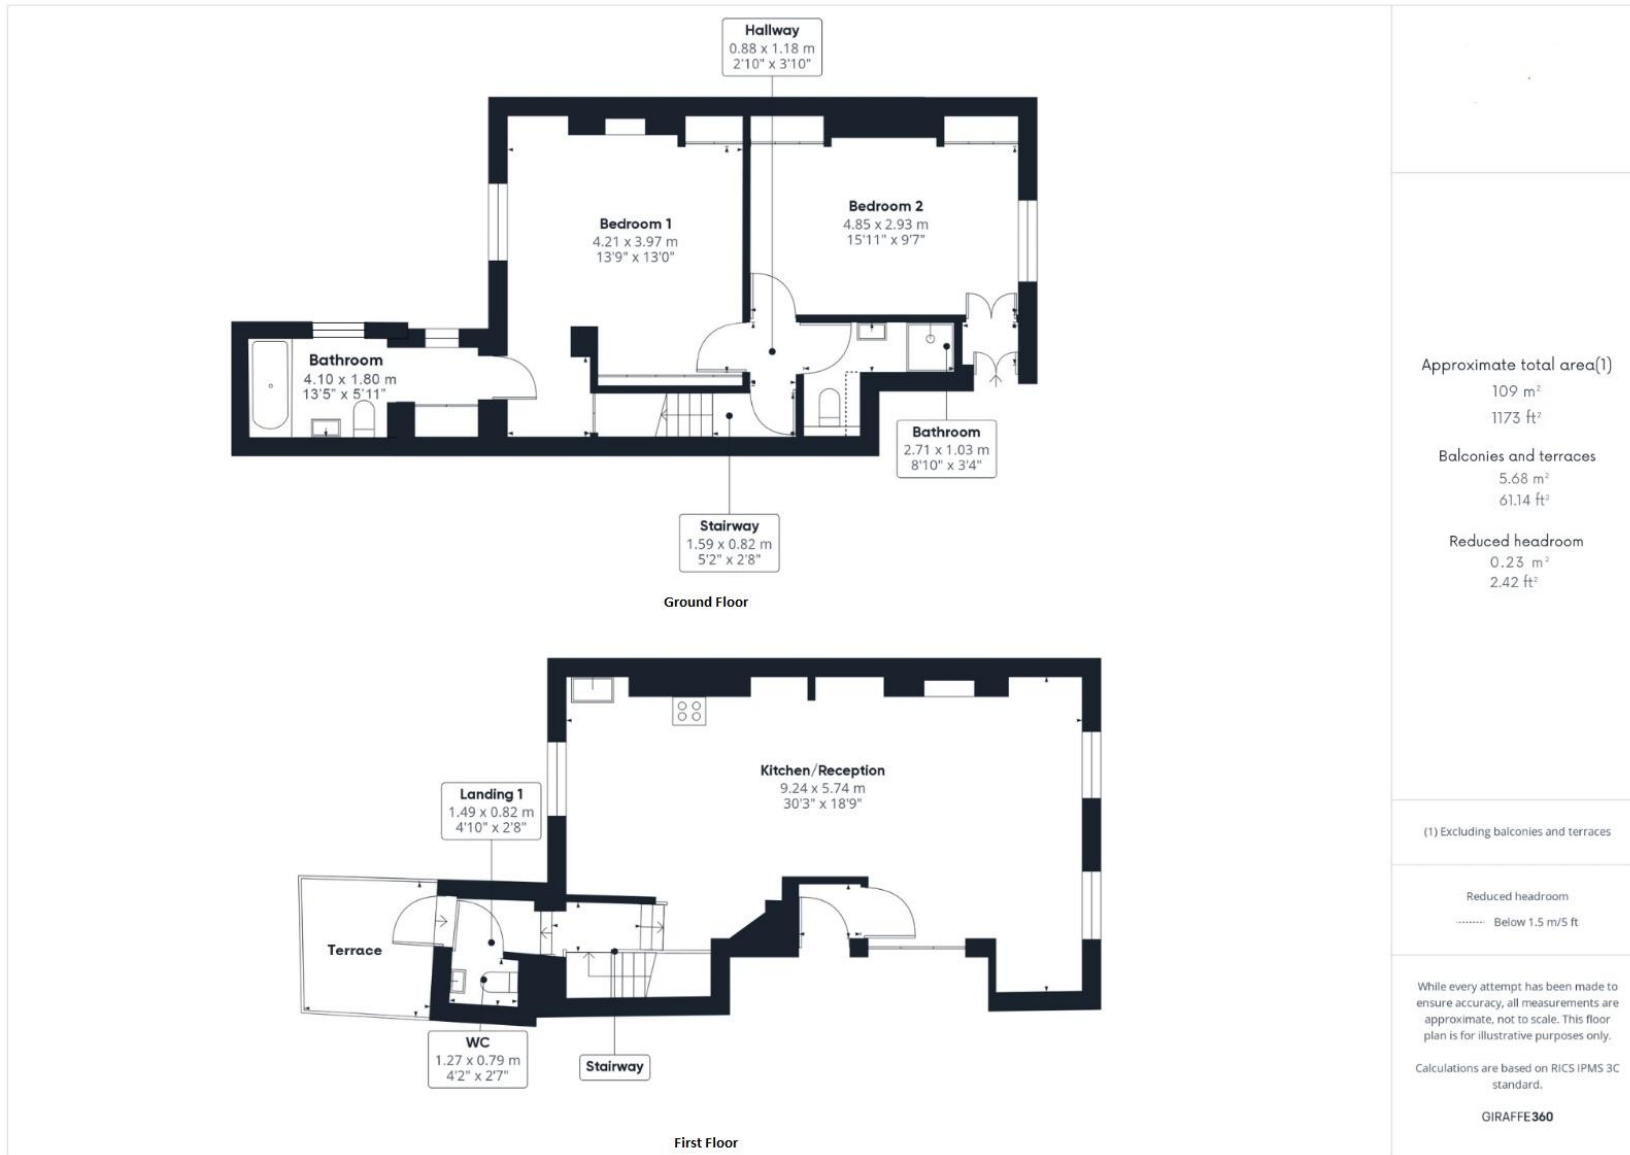 Hallway
0.88 x 1.18 m
2'10" x 3'10"
Bedroom 1
4.21 x 3.97 m
13'9" x 13'0"
Bedroom 2
4.85 x 2.93 m
15'11" x 9'7"
Bathroom
4.10 x 1.80 m
13'5" x 5'11"
Bathroom
2.71 x 1.03 m
8'10" x 3'4"
Stairway
1.59 x 0.82 m
5'2" x 2'8"
Ground Floor
Kitchen/Reception
9.24 x 5.74 m
30'3" x 18'9"
Landing 1
1.49 x 0.82 m
4'10" x 2'8"
Terrace
WC
1.27 x 0.79 m
4'2" x 2'7"
Stairway
First Floor
Approximate total area(1)
109 m²
1173 ft²
Balconies and terraces
5.68 m²
61.14 ft²
Reduced headroom
0.23 m²
2.42 ft²
(1) Excluding balconies and terraces
Reduced headroom
Below 1.5 m/5 ft
While every attempt has been made to
ensure accuracy, all measurements are
approximate, not to scale. This floor
plan is for illustrative purposes only.
Calculations are based on RICS IPMS 3C
standard.
GIRAFFE360